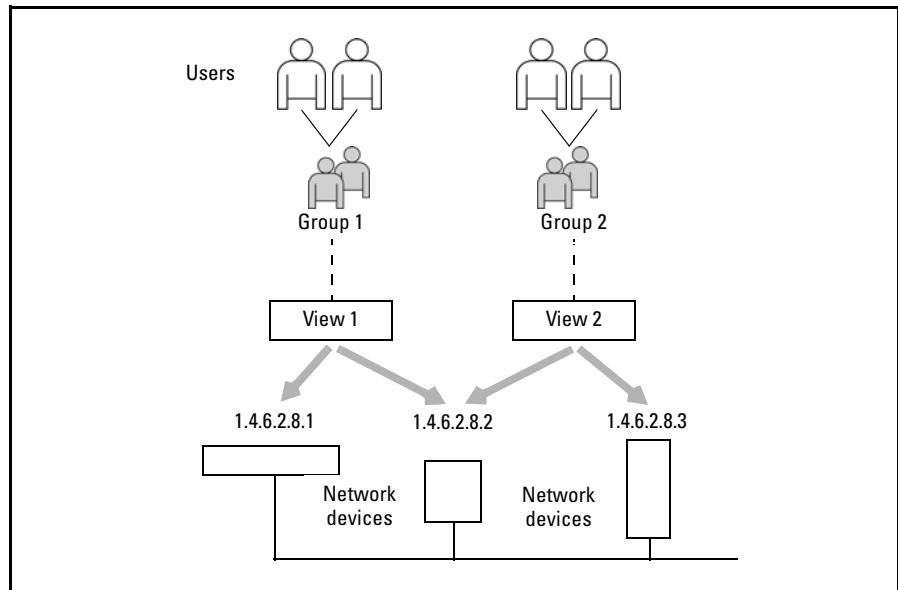 Users
Group 1
Group 2
View 1
View 2
1.4.6.2.8.1
1.4.6.2.8.2
1.4.6.2.8.3
Network
devices
Network
devices